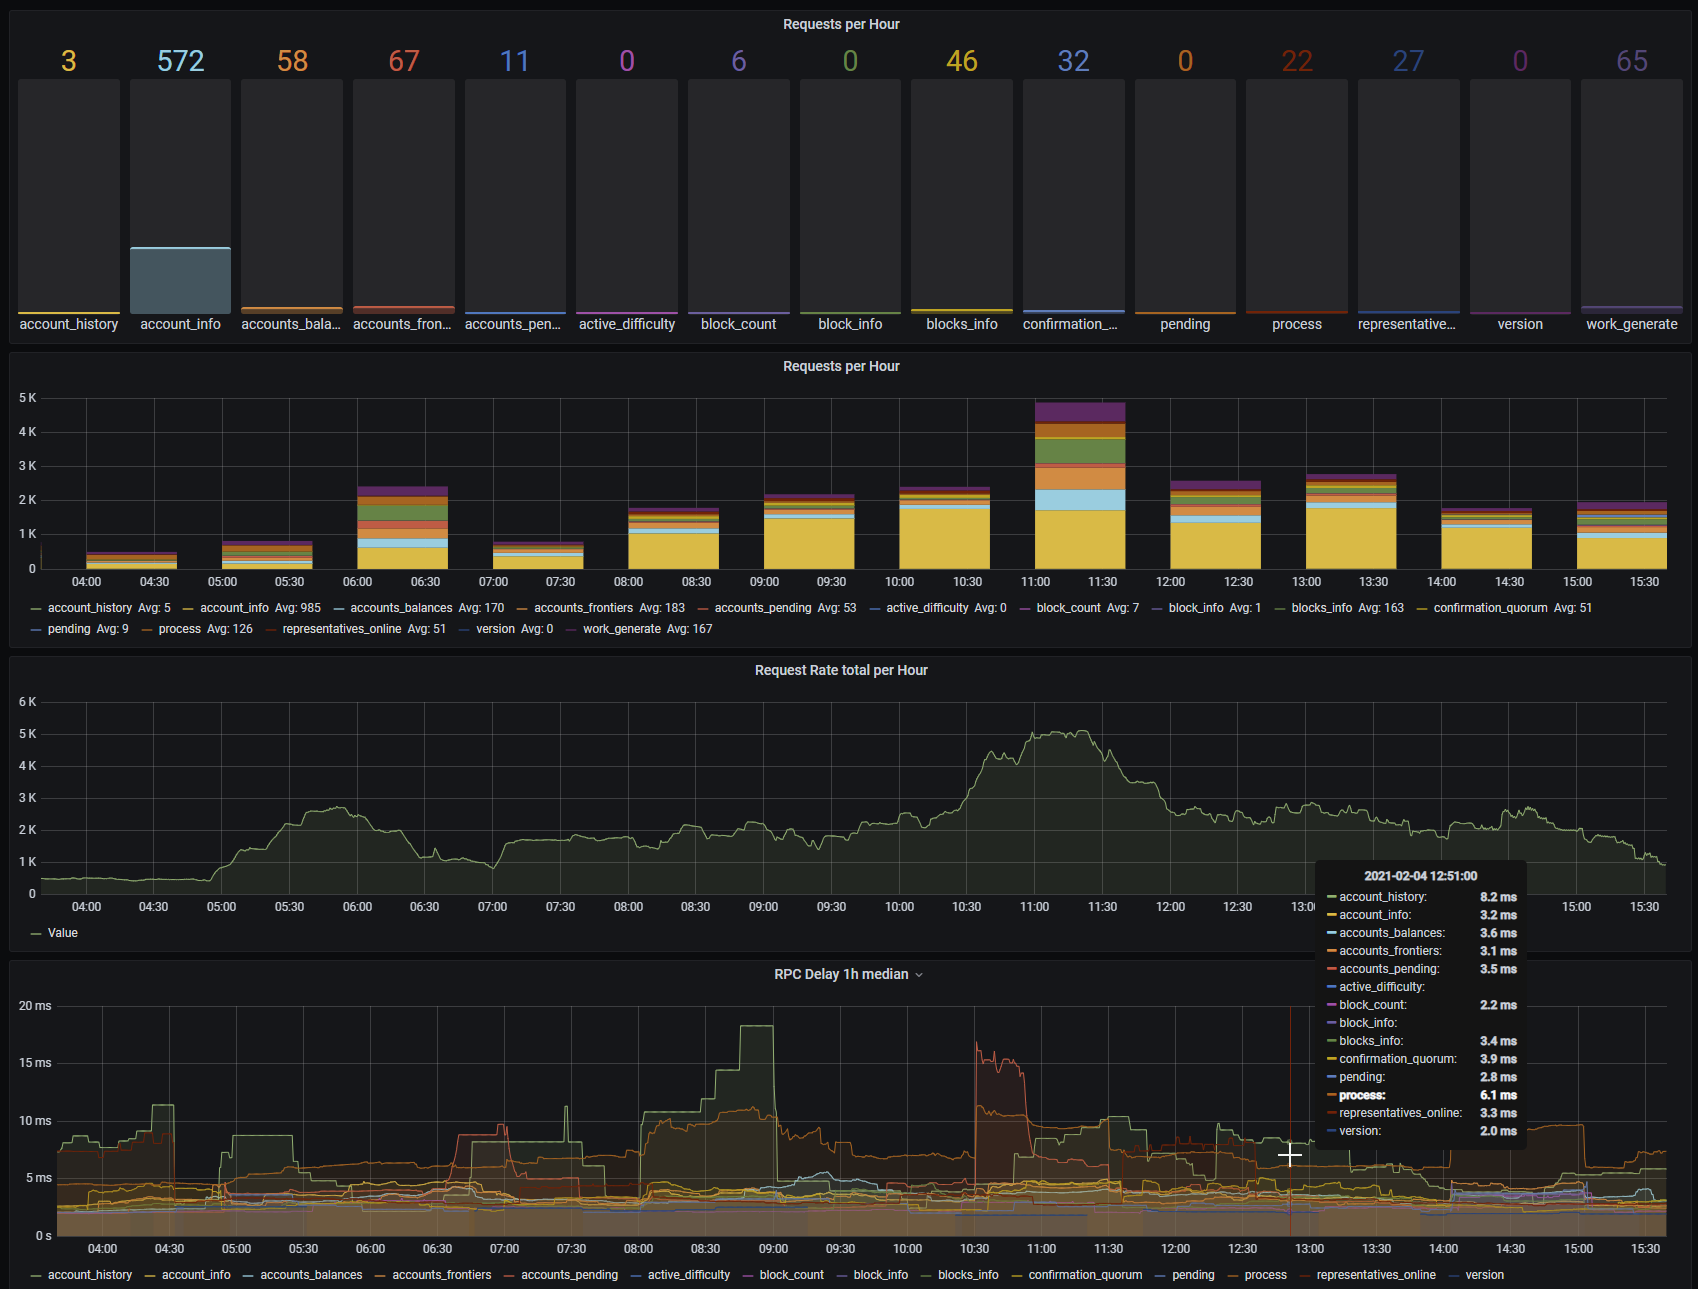 Requests per Hour
3 572 58 67 11 0 6 0 46 32 0 22 27 0 65
account_history account_info accounts_bala... accounts_fron... accounts_pen... active_difficulty block_count block_info blocks_info confirmation_... pending process representative... version work_generate
Requests per Hour
5 K
4 K
3 K
2 K
1 K
0
04:00 04:30 05:00 05:30 06:00 06:30 07:00 07:30 08:00 08:30 09:00 09:30 10:00 10:30 11:00 11:30 12:00 12:30 13:00 13:30 14:00 14:30 15:00 15:30
account_history Avg: 5 account_info Avg: 985 accounts_balances Avg: 170 accounts_frontiers Avg: 183 accounts_pending Avg: 53 active_difficulty Avg: 0 block_count Avg: 7 block_info Avg: 1 blocks_info Avg: 163 confirmation_quorum Avg: 51
pending Avg: 9 process Avg: 126 representatives_online Avg: 51 version Avg: 0 work_generate Avg: 167
Request Rate total per Hour
6 K
5 K
4 K
3 K
2 K
1 K
0
04:00 04:30 05:00 05:30 06:00 06:30 07:00 07:30 08:00 08:30 09:00 09:30 10:00 10:30 11:00 11:30 12:00 12:30 13:0 15:00 15:30
Value
2021-02-04 12:51:00
account_history: 8.2 ms
account_info: 3.2 ms
accounts_balances: 3.6 ms
accounts_frontiers: 3.1 ms
accounts_pending: 3.5 ms
active_difficulty:
block_count: 2.2 ms
block_info:
blocks_info: 3.4 ms
confirmation_quorum: 3.9 ms
pending: 2.8 ms
process: 6.1 ms
representatives_online: 3.3 ms
version: 2.0 ms
RPC Delay 1h median
20 ms
15 ms
10 ms
5 ms
0 s
04:00 04:30 05:00 05:30 06:00 06:30 07:00 07:30 08:00 08:30 09:00 09:30 10:00 10:30 11:00 11:30 12:00 12:30 13:00 13:30 14:00 14:30 15:00 15:30
account_history account_info accounts_balances accounts_frontiers accounts_pending active_difficulty block_count block_info blocks_info confirmation_quorum pending process representatives_online version